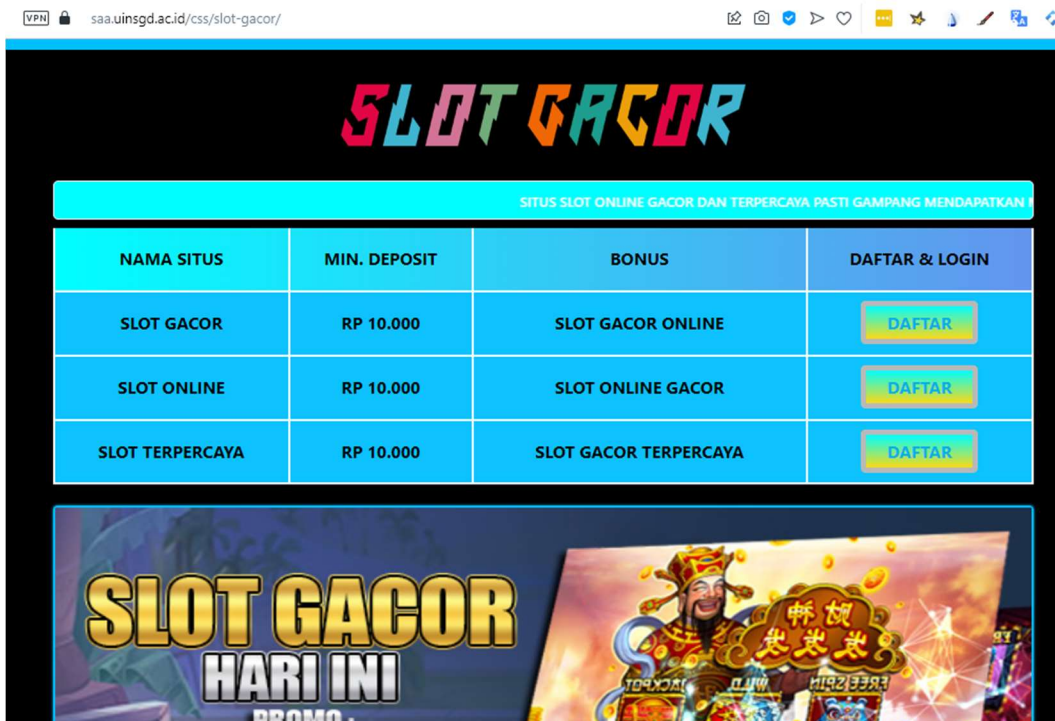 VPN saa.uinsgd.ac.id/css/slot-gacor/
SLOT GACOR
SITUS SLOT ONLINE GACOR DAN TERPERCAYA PASTI GAMPANG MENDAPATKAN
NAMA SITUS MIN. DEPOSIT BONUS DAFTAR & LOGIN
SLOT GACOR RP 10.000 SLOT GACOR ONLINE DAFTAR
SLOT ONLINE RP 10.000 SLOT ONLINE GACOR DAFTAR
SLOT TERPERCAYA RP 10.000 SLOT GACOR TERPERCAYA DAFTAR
SLOT GACOR
HARI INI
PROMO :
JACKPOT WILD FREE SPIN